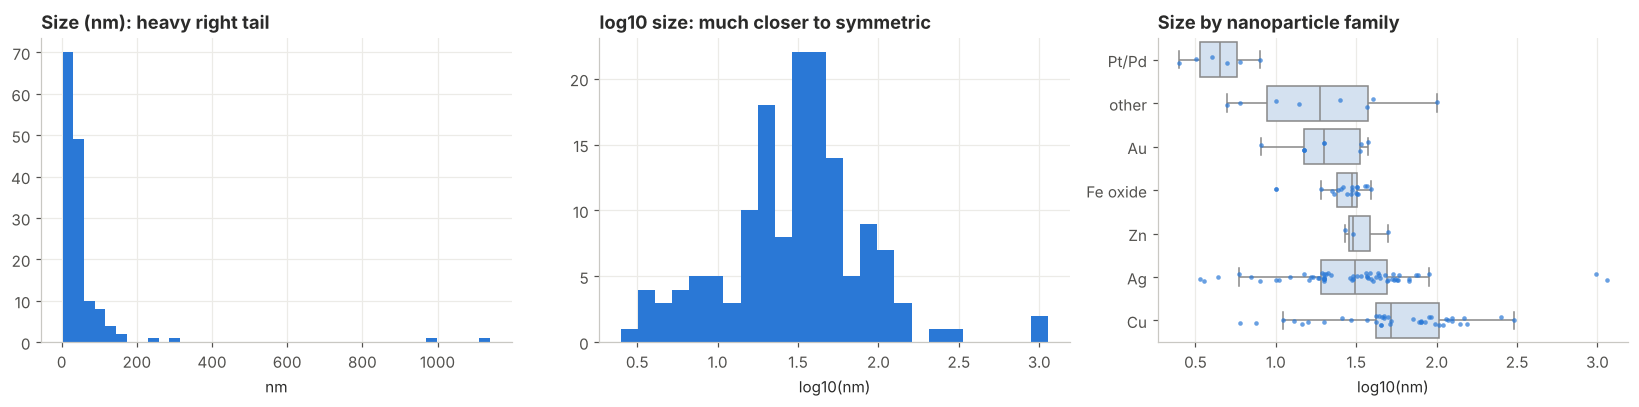 Size (nm): heavy right tail
70
60
50
40
30
20
10
0
0 200 400 600 800 1000
nm
log10 size: much closer to symmetric
20
15
10
5
0
0.5 1.0 1.5 2.0 2.5 3.0
log10(nm)
Size by nanoparticle family
Pt/Pd
other
Au
Fe oxide
Zn
Ag
Cu
0.5 1.0 1.5 2.0 2.5 3.0
log10(nm)